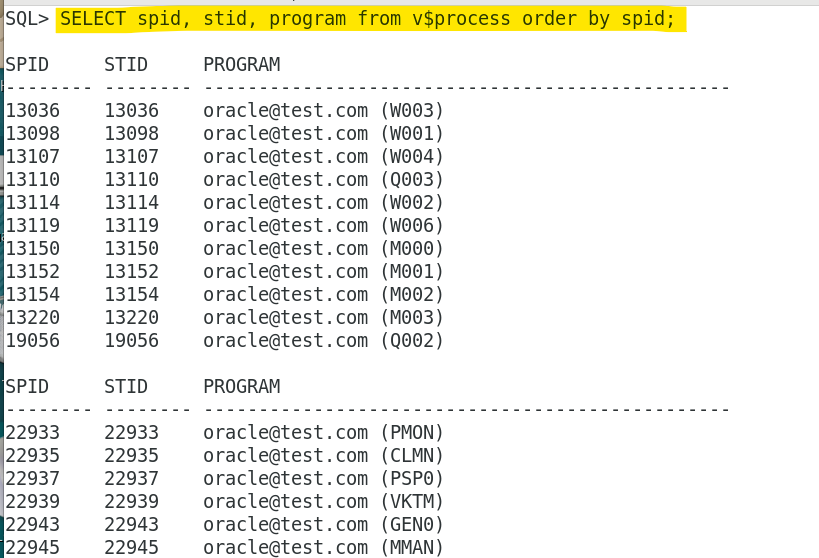 SQL> SELECT spid, stid, program from v$process order by spid;
SPID STID PROGRAM
-------- -------- ------------------------------------------------
13036 13036 oracle@test.com (W003)
13098 13098 oracle@test.com (W001)
13107 13107 oracle@test.com (W004)
13110 13110 oracle@test.com (Q003)
13114 13114 oracle@test.com (W002)
13119 13119 oracle@test.com (W006)
13150 13150 oracle@test.com (M000)
13152 13152 oracle@test.com (M001)
13154 13154 oracle@test.com (M002)
13220 13220 oracle@test.com (M003)
19056 19056 oracle@test.com (Q002)
SPID STID PROGRAM
-------- -------- ------------------------------------------------
22933 22933 oracle@test.com (PMON)
22935 22935 oracle@test.com (CLMN)
22937 22937 oracle@test.com (PSP0)
22939 22939 oracle@test.com (VKTM)
22943 22943 oracle@test.com (GEN0)
22945 22945 oracle@test.com (MMAN)